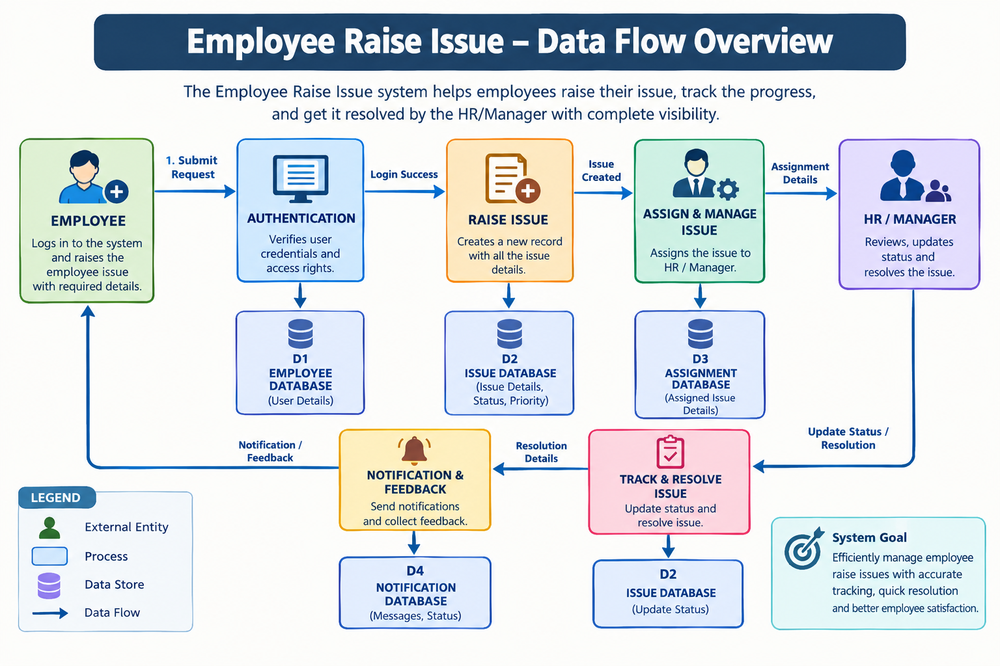 Employee Raise Issue – Data Flow Overview
The Employee Raise Issue system helps employees raise their issue, track the progress,
and get it resolved by the HR/Manager with complete visibility.
EMPLOYEE
Logs in to the system
and raises the
employee issue
with required details.
1. Submit
Request
AUTHENTICATION
Verifies user
credentials and
access rights.
Login Success
RAISE ISSUE
Creates a new record
with all the issue
details.
Issue
Created
ASSIGN & MANAGE
ISSUE
Assigns the issue to
HR / Manager.
Assignment
Details
HR / MANAGER
Reviews, updates
status and
resolves the issue.
D1
EMPLOYEE
DATABASE
(User Details)
D2
ISSUE DATABASE
(Issue Details,
Status, Priority)
D3
ASSIGNMENT
DATABASE
(Assigned Issue
Details)
Update Status /
Resolution
TRACK & RESOLVE
ISSUE
Update status and
resolve issue.
Resolution
Details
NOTIFICATION &
FEEDBACK
Send notifications
and collect feedback.
Notification /
Feedback
D4
NOTIFICATION
DATABASE
(Messages, Status)
D2
ISSUE DATABASE
(Update Status)
LEGEND
External Entity
Process
Data Store
Data Flow
System Goal
Efficiently manage employee
raise issues with accurate
tracking, quick resolution
and better employee satisfaction.